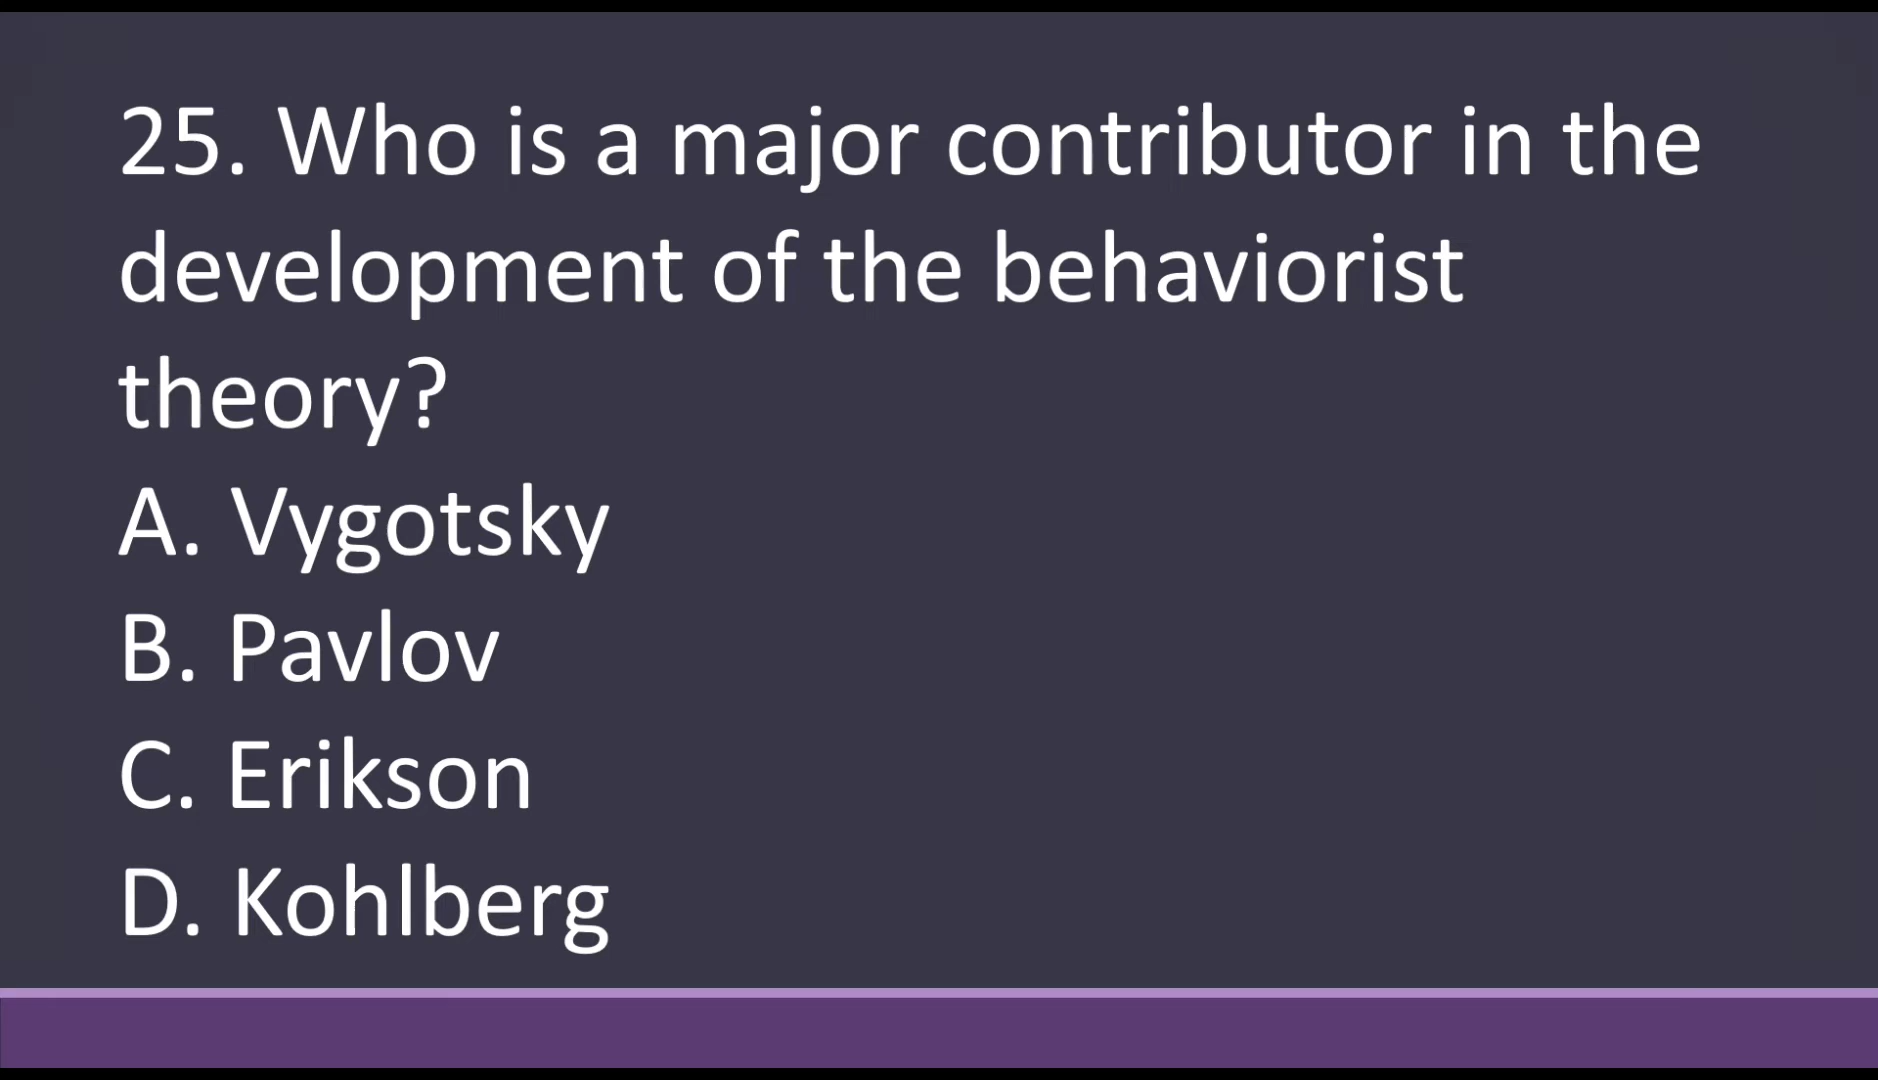 25. Who is a major contributor in the
development of the behaviorist
theory?
A. Vygotsky
B. Pavlov
C. Erikson
D. Kohlberg